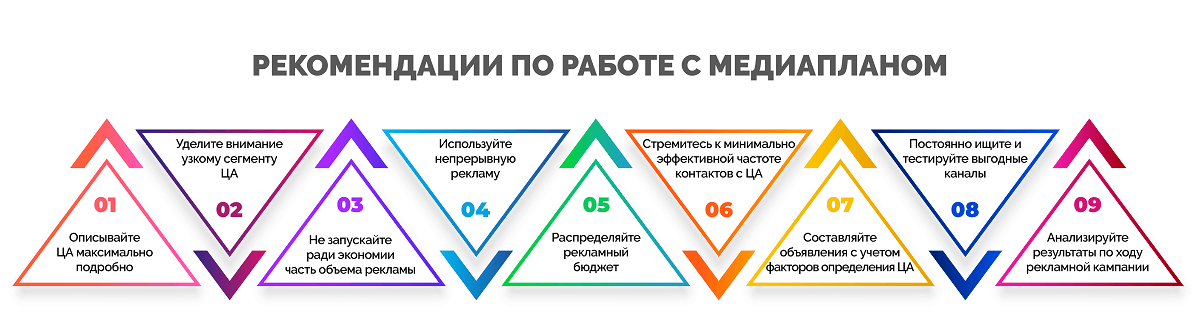 РЕКОМЕНДАЦИИ ПО РАБОТЕ С МЕДИАПЛАНОМ
01
Описывайте
ЦА максимально
подробно
Уделите внимание
узкому сегменту
ЦА
02
03
Не запускайте
ради экономии
часть объема рекламы
Используйте
непрерывную
рекламу
04
05
Распределяйте
рекламный
бюджет
Стремитесь к минимально
эффективной частоте
контактов с ЦА
06
07
Составляйте
объявления с учетом
факторов определения ЦА
Постоянно ищите и
тестируйте выгодные
каналы
08
09
Анализируйте
результаты по ходу
рекламной кампании